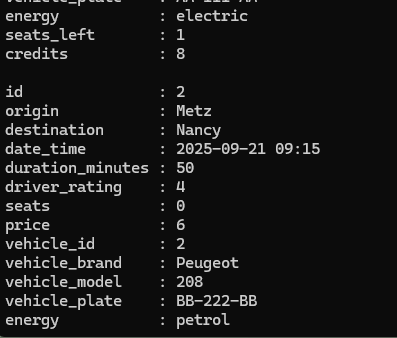 energy            : electric
seats_left        : 1
credits           : 8

id                : 2
origin            : Metz
destination       : Nancy
date_time         : 2025-09-21 09:15
duration_minutes  : 50
driver_rating     : 4
seats             : 0
price             : 6
vehicle_id        : 2
vehicle_brand     : Peugeot
vehicle_model     : 208
vehicle_plate     : BB-222-BB
energy            : petrol